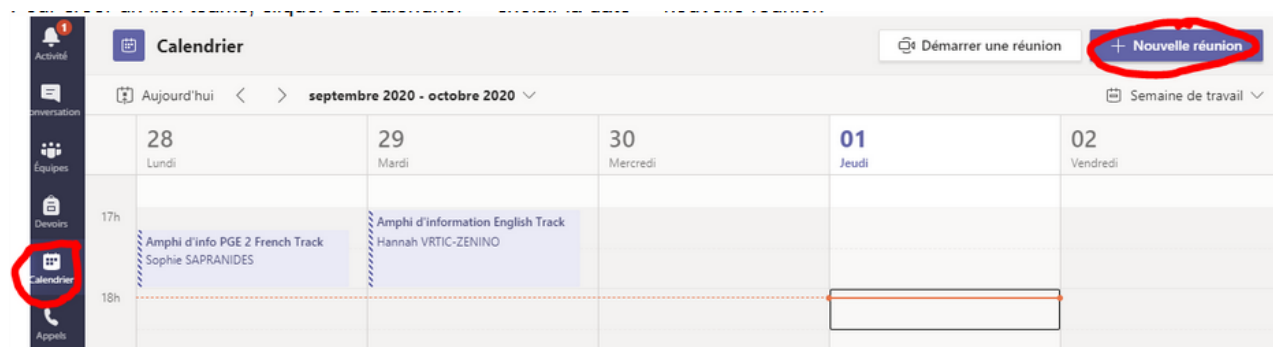 1
Activité
Calendrier
Démarrer une réunion
+ Nouvelle réunion
Conversation
Aujourd'hui < > septembre 2020 - octobre 2020
Semaine de travail
28
Lundi
29
Mardi
30
Mercredi
01
Jeudi
02
Vendredi
Équipes
Devoirs
17h
Amphi d'info PGE 2 French Track
Sophie SAPRANIDES
Amphi d'information English Track
Hannah VRTIC-ZENINO
Calendrier
18h
Appels